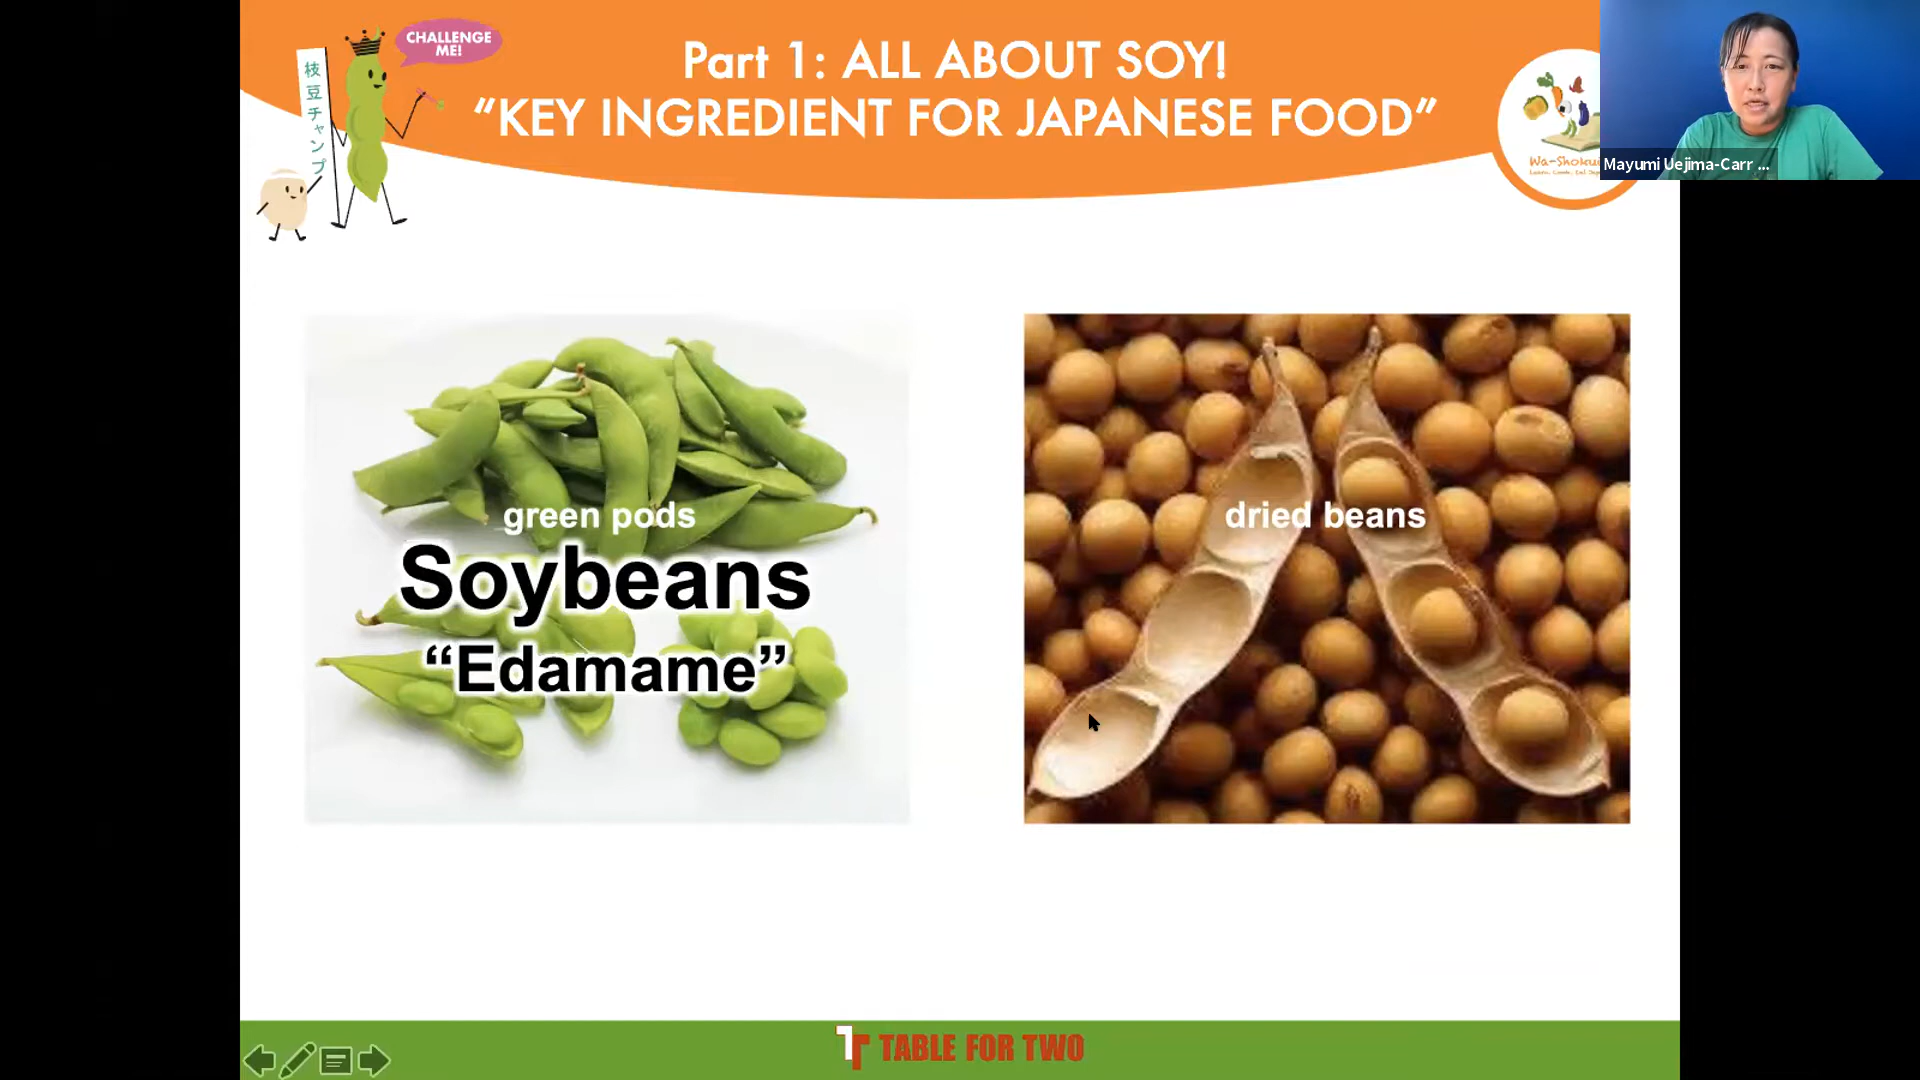 CHALLENGE
ME!
枝豆チャンプ
Part 1: ALL ABOUT SOY!
“KEY INGREDIENT FOR JAPANESE FOOD”
Wa-Shoku
Mayumi Uejima-Carr ...
green pods
Soybeans
“Edamame”
dried beans
TABLE FOR TWO